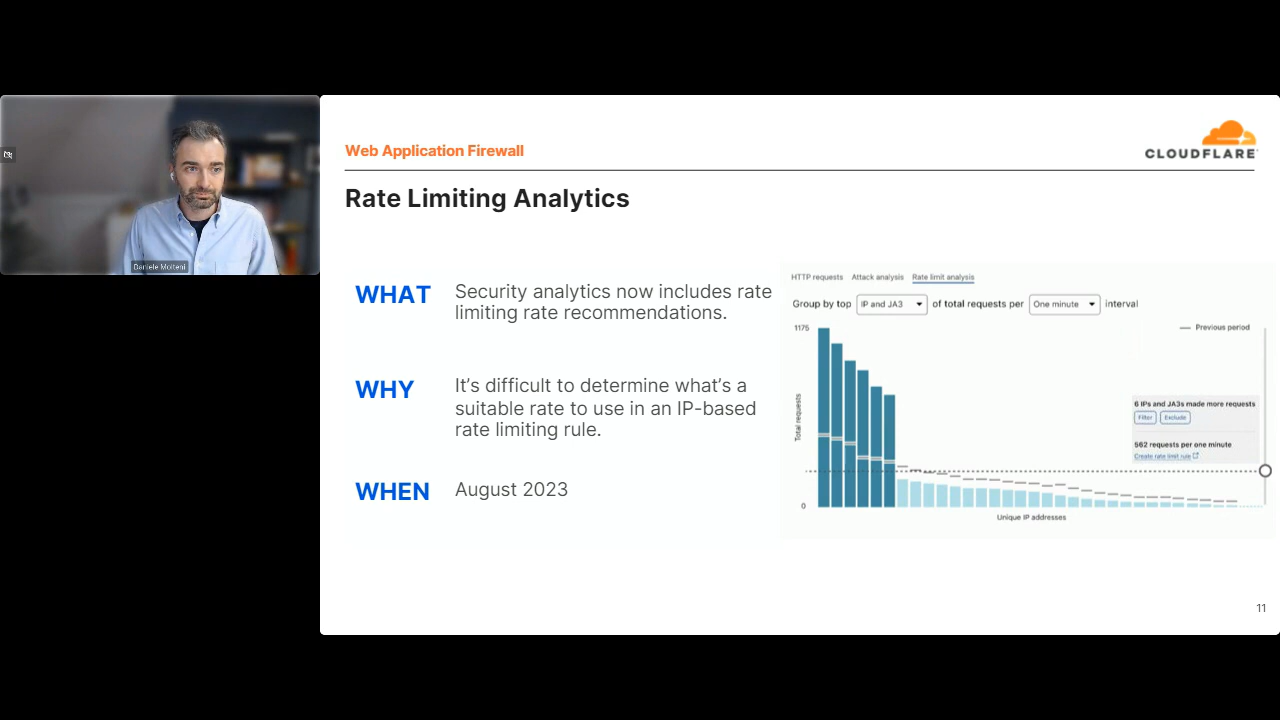 Daniele Molteni
Web Application Firewall
CLOUDFLARE
Rate Limiting Analytics
WHAT
Security analytics now includes rate
limiting rate recommendations.
WHY
It's difficult to determine what's a
suitable rate to use in an IP-based
rate limiting rule.
WHEN
August 2023
HTTP requests Attack analysis Rate limit analysis
Group by top IP and JA3 of total requests per One minute interval
1175
Previous period
Total requests
6 IPs and JA3s made more requests
Filter Exclude
562 requests per one minute
Create rate limit rule
0
Unique IP addresses
11